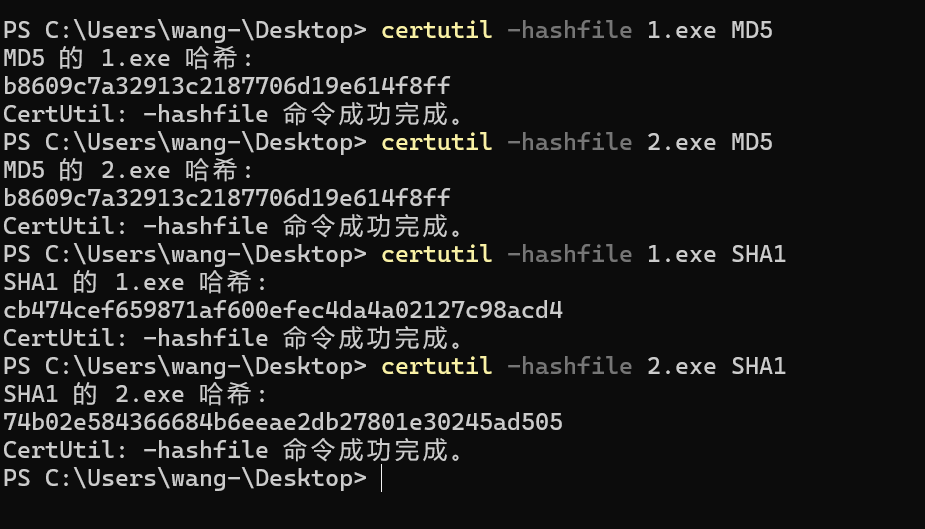 PS C:\Users\wang-\Desktop> certutil -hashfile 1.exe MD5
MD5 的 1.exe 哈希:
b8609c7a32913c2187706d19e614f8ff
CertUtil: -hashfile 命令成功完成。
PS C:\Users\wang-\Desktop> certutil -hashfile 2.exe MD5
MD5 的 2.exe 哈希:
b8609c7a32913c2187706d19e614f8ff
CertUtil: -hashfile 命令成功完成。
PS C:\Users\wang-\Desktop> certutil -hashfile 1.exe SHA1
SHA1 的 1.exe 哈希:
cb474cef659871af600efec4da4a02127c98acd4
CertUtil: -hashfile 命令成功完成。
PS C:\Users\wang-\Desktop> certutil -hashfile 2.exe SHA1
SHA1 的 2.exe 哈希:
74b02e584366684b6eeae2db27801e30245ad505
CertUtil: -hashfile 命令成功完成。
PS C:\Users\wang-\Desktop>